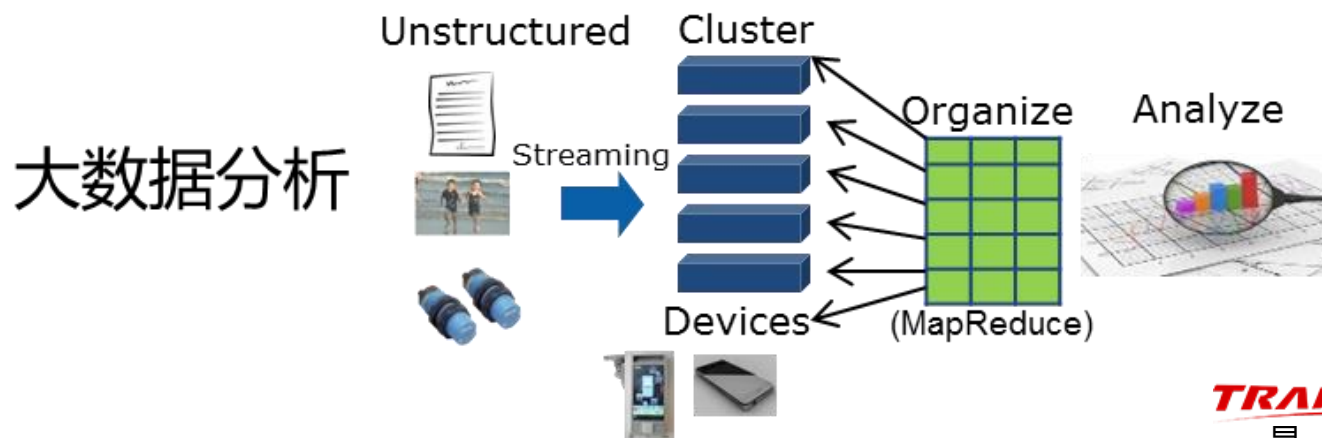 Unstructured
Cluster
Organize
Analyze
Streaming
大数据分析
Devices
(MapReduce)